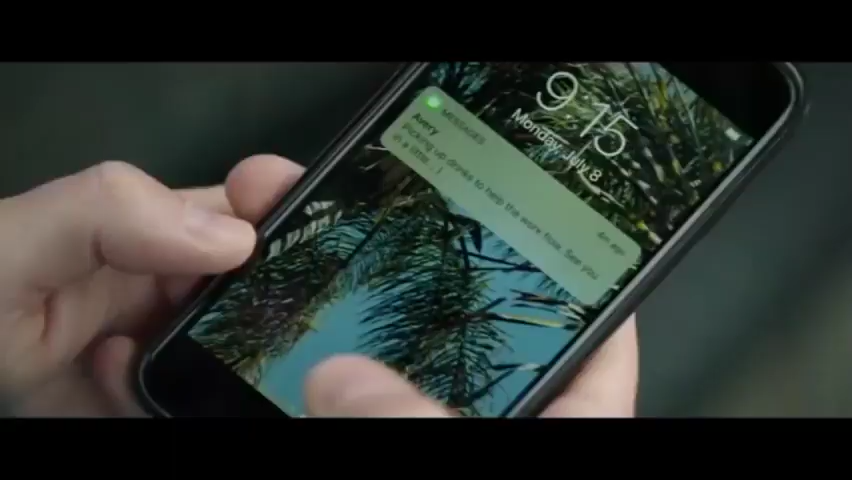 9:15
Monday, July 8
MESSAGES
4m ago
Avery
Picking up drinks to help the work flow. See you
in a little...)